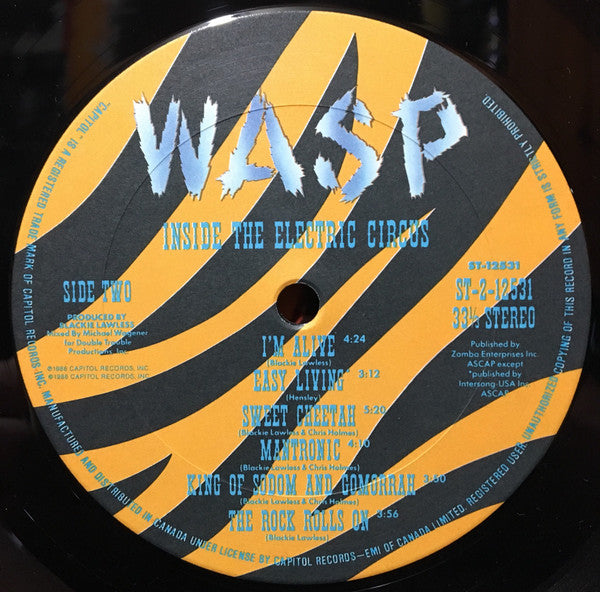 WASP
INSIDE THE ELECTRIC CIRCUS
SIDE TWO
PRODUCED BY
BLACKIE LAWLESS
Mixed By Michael Wagener
for Double Trouble
Productions, Inc.
℗1986 CAPITOL RECORDS, INC.
©1986 CAPITOL RECORDS, INC.
ST-12531
ST-2-12531
33⅓ STEREO
Published by
Zomba Enterprises Inc.
ASCAP except
*published by
Intersong-USA Inc.
ASCAP
I'M ALIVE 4:24
(Blackie Lawless)
EASY LIVING* 3:12
(Hensley)
SWEET CHEETAH 5:20
(Blackie Lawless & Chris Holmes)
MANTRONIC 4:10
(Blackie Lawless & Chris Holmes)
KING OF SODOM AND GOMORRAH 3:50
(Blackie Lawless & Chris Holmes)
THE ROCK ROLLS ON 3:56
(Blackie Lawless)
"CAPITOL" IS A REGISTERED TRADE MARK OF CAPITOL RECORDS, INC. MANUFACTURED AND DISTRIBUTED IN CANADA UNDER LICENSE BY CAPITOL RECORDS—EMI OF CANADA LIMITED. REGISTERED USER. UNAUTHORIZED COPYING OF THIS RECORD IN ANY FORM IS STRICTLY PROHIBITED.